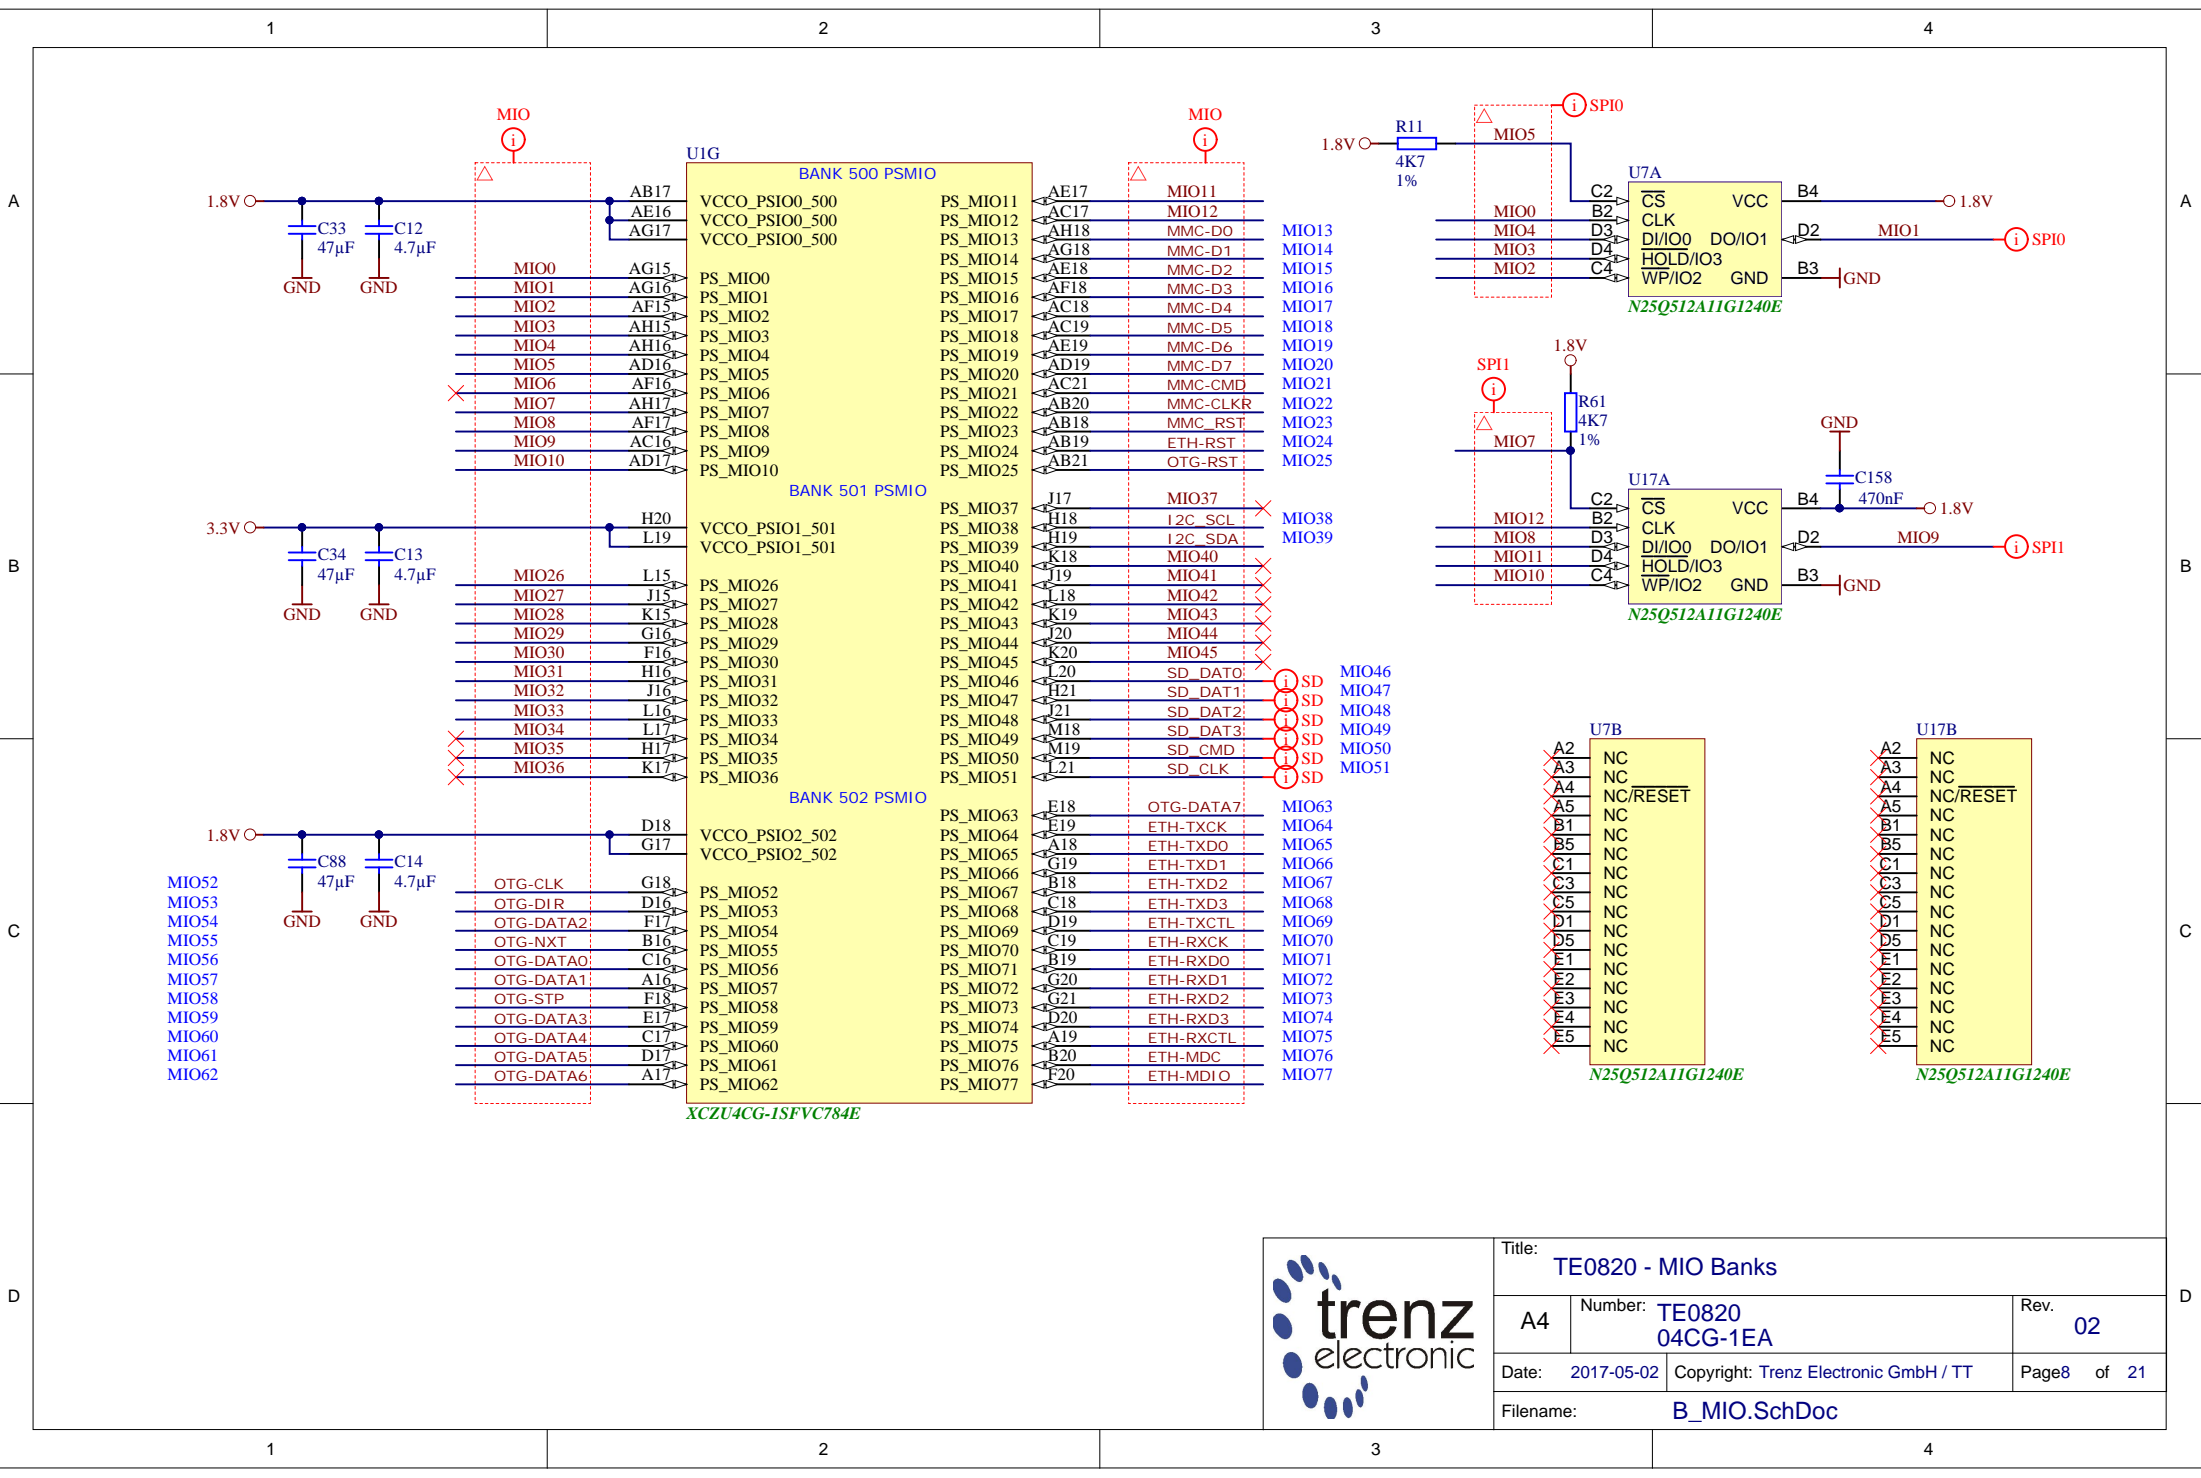 1 2 3 4
A
B
C
D
A
B
C
D
MIO
MIO
U1G
BANK 500 PSMIO
1.8V
C33
47µF
GND
C12
4.7µF
GND
AB17 VCCO_PSIO0_500
AE16 VCCO_PSIO0_500
AG17 VCCO_PSIO0_500
MIO0 AG15 PS_MIO0
MIO1 AG16 PS_MIO1
MIO2 AF15 PS_MIO2
MIO3 AH15 PS_MIO3
MIO4 AH16 PS_MIO4
MIO5 AD16 PS_MIO5
MIO6 AF16 PS_MIO6
MIO7 AH17 PS_MIO7
MIO8 AF17 PS_MIO8
MIO9 AC16 PS_MIO9
MIO10 AD17 PS_MIO10
PS_MIO11 AE17 MIO11
PS_MIO12 AC17 MIO12
PS_MIO13 AH18 MMC-D0 MIO13
PS_MIO14 AG18 MMC-D1 MIO14
PS_MIO15 AE18 MMC-D2 MIO15
PS_MIO16 AF18 MMC-D3 MIO16
PS_MIO17 AC18 MMC-D4 MIO17
PS_MIO18 AC19 MMC-D5 MIO18
PS_MIO19 AE19 MMC-D6 MIO19
PS_MIO20 AD19 MMC-D7 MIO20
PS_MIO21 AC21 MMC-CMD MIO21
PS_MIO22 AB20 MMC-CLKR MIO22
PS_MIO23 AB18 MMC_RST MIO23
PS_MIO24 AB19 ETH-RST MIO24
PS_MIO25 AB21 OTG-RST MIO25
BANK 501 PSMIO
3.3V
C34
47µF
GND
C13
4.7µF
GND
H20 VCCO_PSIO1_501
L19 VCCO_PSIO1_501
MIO26 L15 PS_MIO26
MIO27 J15 PS_MIO27
MIO28 K15 PS_MIO28
MIO29 G16 PS_MIO29
MIO30 F16 PS_MIO30
MIO31 H16 PS_MIO31
MIO32 J16 PS_MIO32
MIO33 L16 PS_MIO33
MIO34 L17 PS_MIO34
MIO35 H17 PS_MIO35
MIO36 K17 PS_MIO36
PS_MIO37 J17 MIO37
PS_MIO38 H18 I2C_SCL MIO38
PS_MIO39 H19 I2C_SDA MIO39
PS_MIO40 K18 MIO40
PS_MIO41 J19 MIO41
PS_MIO42 L18 MIO42
PS_MIO43 K19 MIO43
PS_MIO44 J20 MIO44
PS_MIO45 K20 MIO45
PS_MIO46 L20 SD_DAT0 i SD MIO46
PS_MIO47 H21 SD_DAT1 i SD MIO47
PS_MIO48 J21 SD_DAT2 i SD MIO48
PS_MIO49 M18 SD_DAT3 i SD MIO49
PS_MIO50 M19 SD_CMD i SD MIO50
PS_MIO51 L21 SD_CLK i SD MIO51
BANK 502 PSMIO
1.8V
C88
47µF
GND
C14
4.7µF
GND
D18 VCCO_PSIO2_502
G17 VCCO_PSIO2_502
MIO52 OTG-CLK G18 PS_MIO52
MIO53 OTG-DIR D16 PS_MIO53
MIO54 OTG-DATA2 F17 PS_MIO54
MIO55 OTG-NXT B16 PS_MIO55
MIO56 OTG-DATA0 C16 PS_MIO56
MIO57 OTG-DATA1 A16 PS_MIO57
MIO58 OTG-STP F18 PS_MIO58
MIO59 OTG-DATA3 E17 PS_MIO59
MIO60 OTG-DATA4 C17 PS_MIO60
MIO61 OTG-DATA5 D17 PS_MIO61
MIO62 OTG-DATA6 A17 PS_MIO62
PS_MIO63 E18 OTG-DATA7 MIO63
PS_MIO64 E19 ETH-TXCK MIO64
PS_MIO65 A18 ETH-TXD0 MIO65
PS_MIO66 G19 ETH-TXD1 MIO66
PS_MIO67 B18 ETH-TXD2 MIO67
PS_MIO68 C18 ETH-TXD3 MIO68
PS_MIO69 D19 ETH-TXCTL MIO69
PS_MIO70 C19 ETH-RXCK MIO70
PS_MIO71 B19 ETH-RXD0 MIO71
PS_MIO72 G20 ETH-RXD1 MIO72
PS_MIO73 G21 ETH-RXD2 MIO73
PS_MIO74 D20 ETH-RXD3 MIO74
PS_MIO75 A19 ETH-RXCTL MIO75
PS_MIO76 B20 ETH-MDC MIO76
PS_MIO77 F20 ETH-MDIO MIO77
XCZU4CG-1SFVC784E
i SPI0
1.8V R11 MIO5
4K7
1%
U7A
C2 CS VCC B4 1.8V
MIO0 B2 CLK
MIO4 D3 DI/IO0 DO/IO1 D2 MIO1 i SPI0
MIO3 D4 HOLD/IO3
MIO2 C4 WP/IO2 GND B3 GND
N25Q512A11G1240E
1.8V
SPI1
i
R61
4K7
1%
MIO7
GND
C158
470nF
U17A
C2 CS VCC B4 1.8V
MIO12 B2 CLK
MIO8 D3 DI/IO0 DO/IO1 D2 MIO9 i SPI1
MIO11 D4 HOLD/IO3
MIO10 C4 WP/IO2 GND B3 GND
N25Q512A11G1240E
U7B
A2 NC
A3 NC
A4 NC/RESET
A5 NC
B1 NC
B5 NC
C1 NC
C3 NC
C5 NC
D1 NC
D5 NC
E1 NC
E2 NC
E3 NC
E4 NC
E5 NC
N25Q512A11G1240E
U17B
A2 NC
A3 NC
A4 NC/RESET
A5 NC
B1 NC
B5 NC
C1 NC
C3 NC
C5 NC
D1 NC
D5 NC
E1 NC
E2 NC
E3 NC
E4 NC
E5 NC
N25Q512A11G1240E
trenz
electronic
Title:
TE0820 - MIO Banks
A4 Number: TE0820
04CG-1EA
Rev.
02
Date: 2017-05-02 Copyright: Trenz Electronic GmbH / TT Page8 of 21
Filename: B_MIO.SchDoc
1 2 3 4